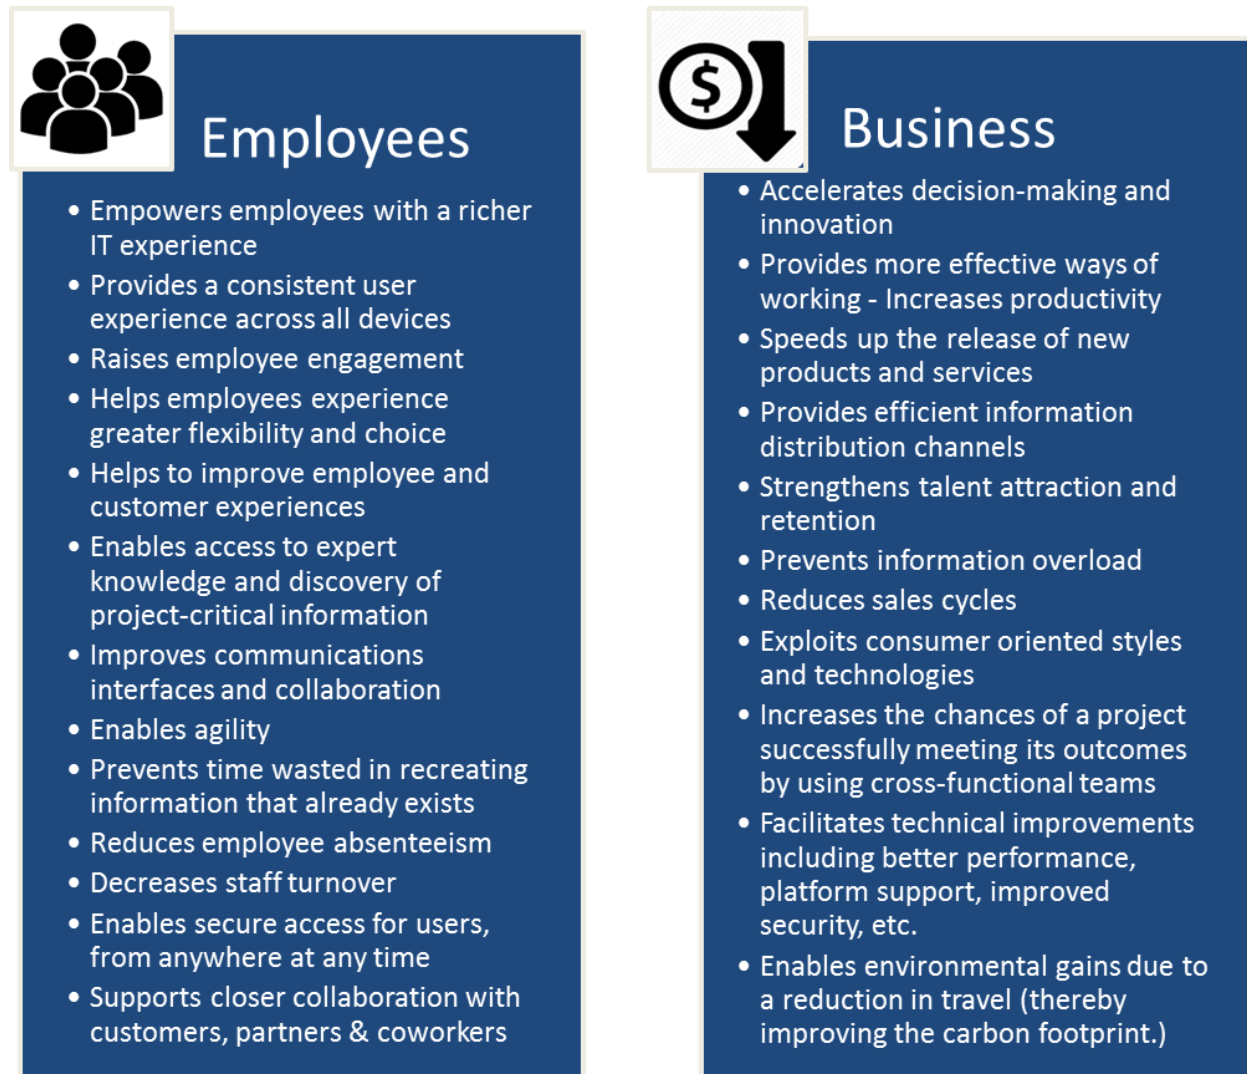 Employees
• Empowers employees with a richer
IT experience
• Provides a consistent user
experience across all devices
• Raises employee engagement
• Helps employees experience
greater flexibility and choice
• Helps to improve employee and
customer experiences
• Enables access to expert
knowledge and discovery of
project-critical information
• Improves communications
interfaces and collaboration
• Enables agility
• Prevents time wasted in recreating
information that already exists
• Reduces employee absenteeism
• Decreases staff turnover
• Enables secure access for users,
from anywhere at any time
• Supports closer collaboration with
customers, partners & coworkers
$
Business
• Accelerates decision-making and
innovation
• Provides more effective ways of
working - Increases productivity
• Speeds up the release of new
products and services
• Provides efficient information
distribution channels
• Strengthens talent attraction and
retention
• Prevents information overload
• Reduces sales cycles
• Exploits consumer oriented styles
and technologies
• Increases the chances of a project
successfully meeting its outcomes
by using cross-functional teams
• Facilitates technical improvements
including better performance,
platform support, improved
security, etc.
• Enables environmental gains due to
a reduction in travel (thereby
improving the carbon footprint.)